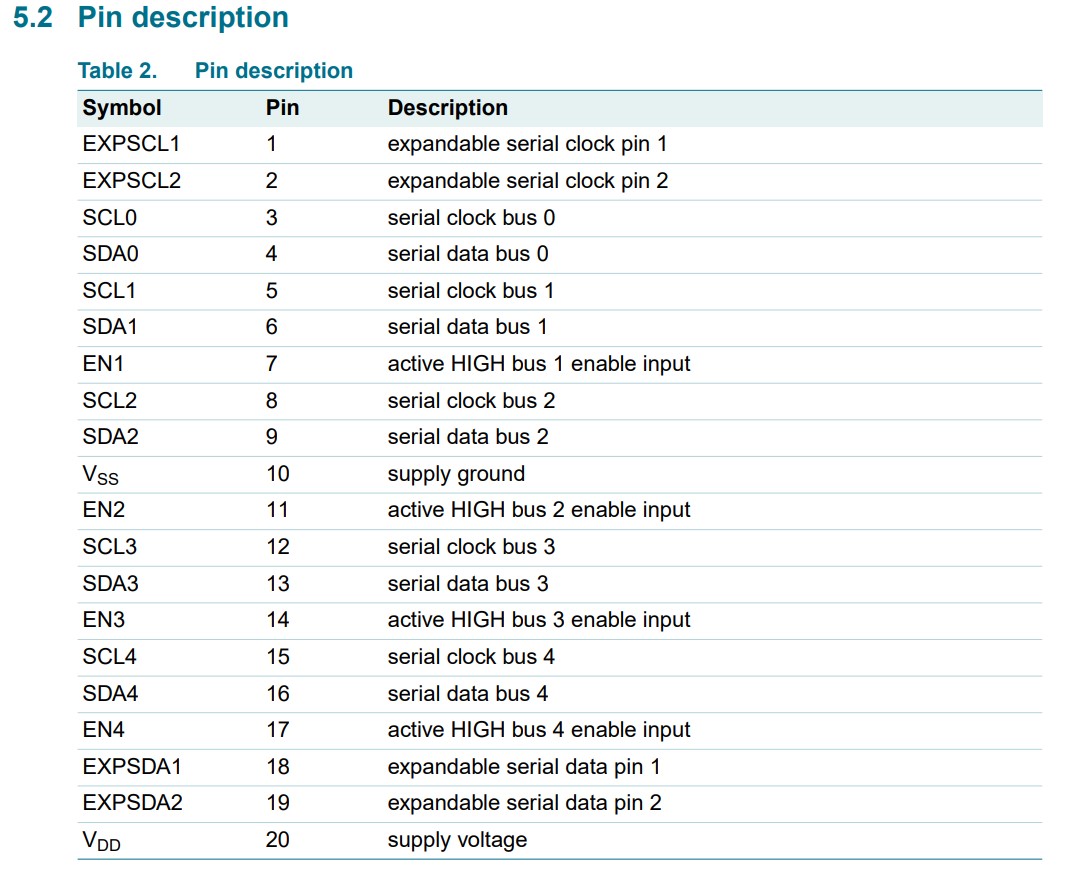 5.2 Pin description
Table 2. Pin description
Symbol Pin Description
EXPSCL1 1 expandable serial clock pin 1
EXPSCL2 2 expandable serial clock pin 2
SCL0 3 serial clock bus 0
SDA0 4 serial data bus 0
SCL1 5 serial clock bus 1
SDA1 6 serial data bus 1
EN1 7 active HIGH bus 1 enable input
SCL2 8 serial clock bus 2
SDA2 9 serial data bus 2
VSS 10 supply ground
EN2 11 active HIGH bus 2 enable input
SCL3 12 serial clock bus 3
SDA3 13 serial data bus 3
EN3 14 active HIGH bus 3 enable input
SCL4 15 serial clock bus 4
SDA4 16 serial data bus 4
EN4 17 active HIGH bus 4 enable input
EXPSDA1 18 expandable serial data pin 1
EXPSDA2 19 expandable serial data pin 2
VDD 20 supply voltage